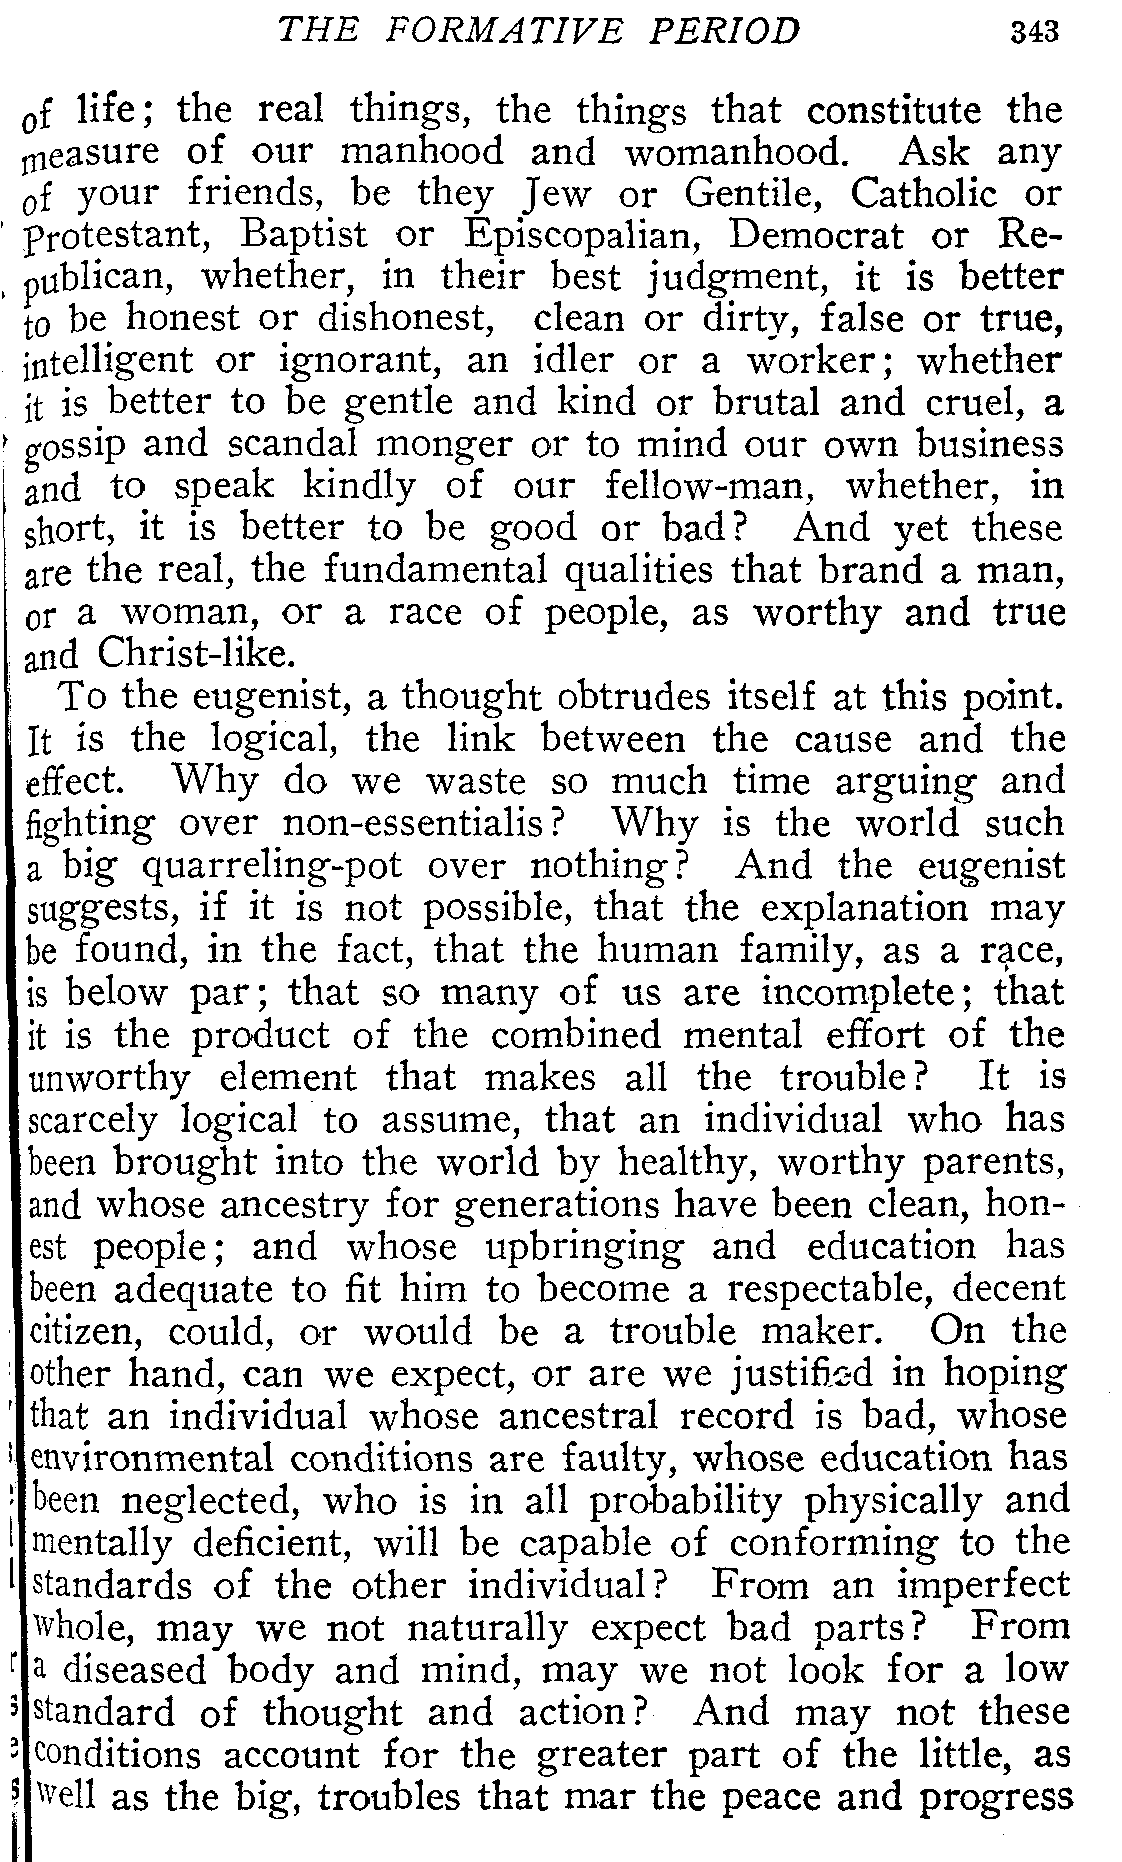 THE FORMATIVE PERIOD 343
of life; the real things, the things that constitute the
measure of our manhood and womanhood. Ask any
of your friends, be they Jew or Gentile, Catholic or
Protestant, Baptist or Episcopalian, Democrat or Re-
publican, whether, in their best judgment, it is better
to be honest or dishonest, clean or dirty, false or true,
intelligent or ignorant, an idler or a worker; whether
it is better to be gentle and kind or brutal and cruel, a
gossip and scandal monger or to mind our own business
and to speak kindly of our fellow-man, whether, in
short, it is better to be good or bad? And yet these
are the real, the fundamental qualities that brand a man,
or a woman, or a race of people, as worthy and true
and Christ-like.
To the eugenist, a thought obtrudes itself at this point.
It is the logical, the link between the cause and the
effect. Why do we waste so much time arguing and
fighting over non-essentialis? Why is the world such
a big quarreling-pot over nothing? And the eugenist
suggests, if it is not possible, that the explanation may
be found, in the fact, that the human family, as a race,
is below par; that so many of us are incomplete; that
it is the product of the combined mental effort of the
unworthy element that makes all the trouble? It is
scarcely logical to assume, that an individual who has
been brought into the world by healthy, worthy parents,
and whose ancestry for generations have been clean, hon-
est people; and whose upbringing and education has
been adequate to fit him to become a respectable, decent
citizen, could, or would be a trouble maker. On the
other hand, can we expect, or are we justified in hoping
that an individual whose ancestral record is bad, whose
environmental conditions are faulty, whose education has
been neglected, who is in all probability physically and
mentally deficient, will be capable of conforming to the
standards of the other individual? From an imperfect
whole, may we not naturally expect bad parts? From
a diseased body and mind, may we not look for a low
standard of thought and action? And may not these
conditions account for the greater part of the little, as
well as the big, troubles that mar the peace and progress